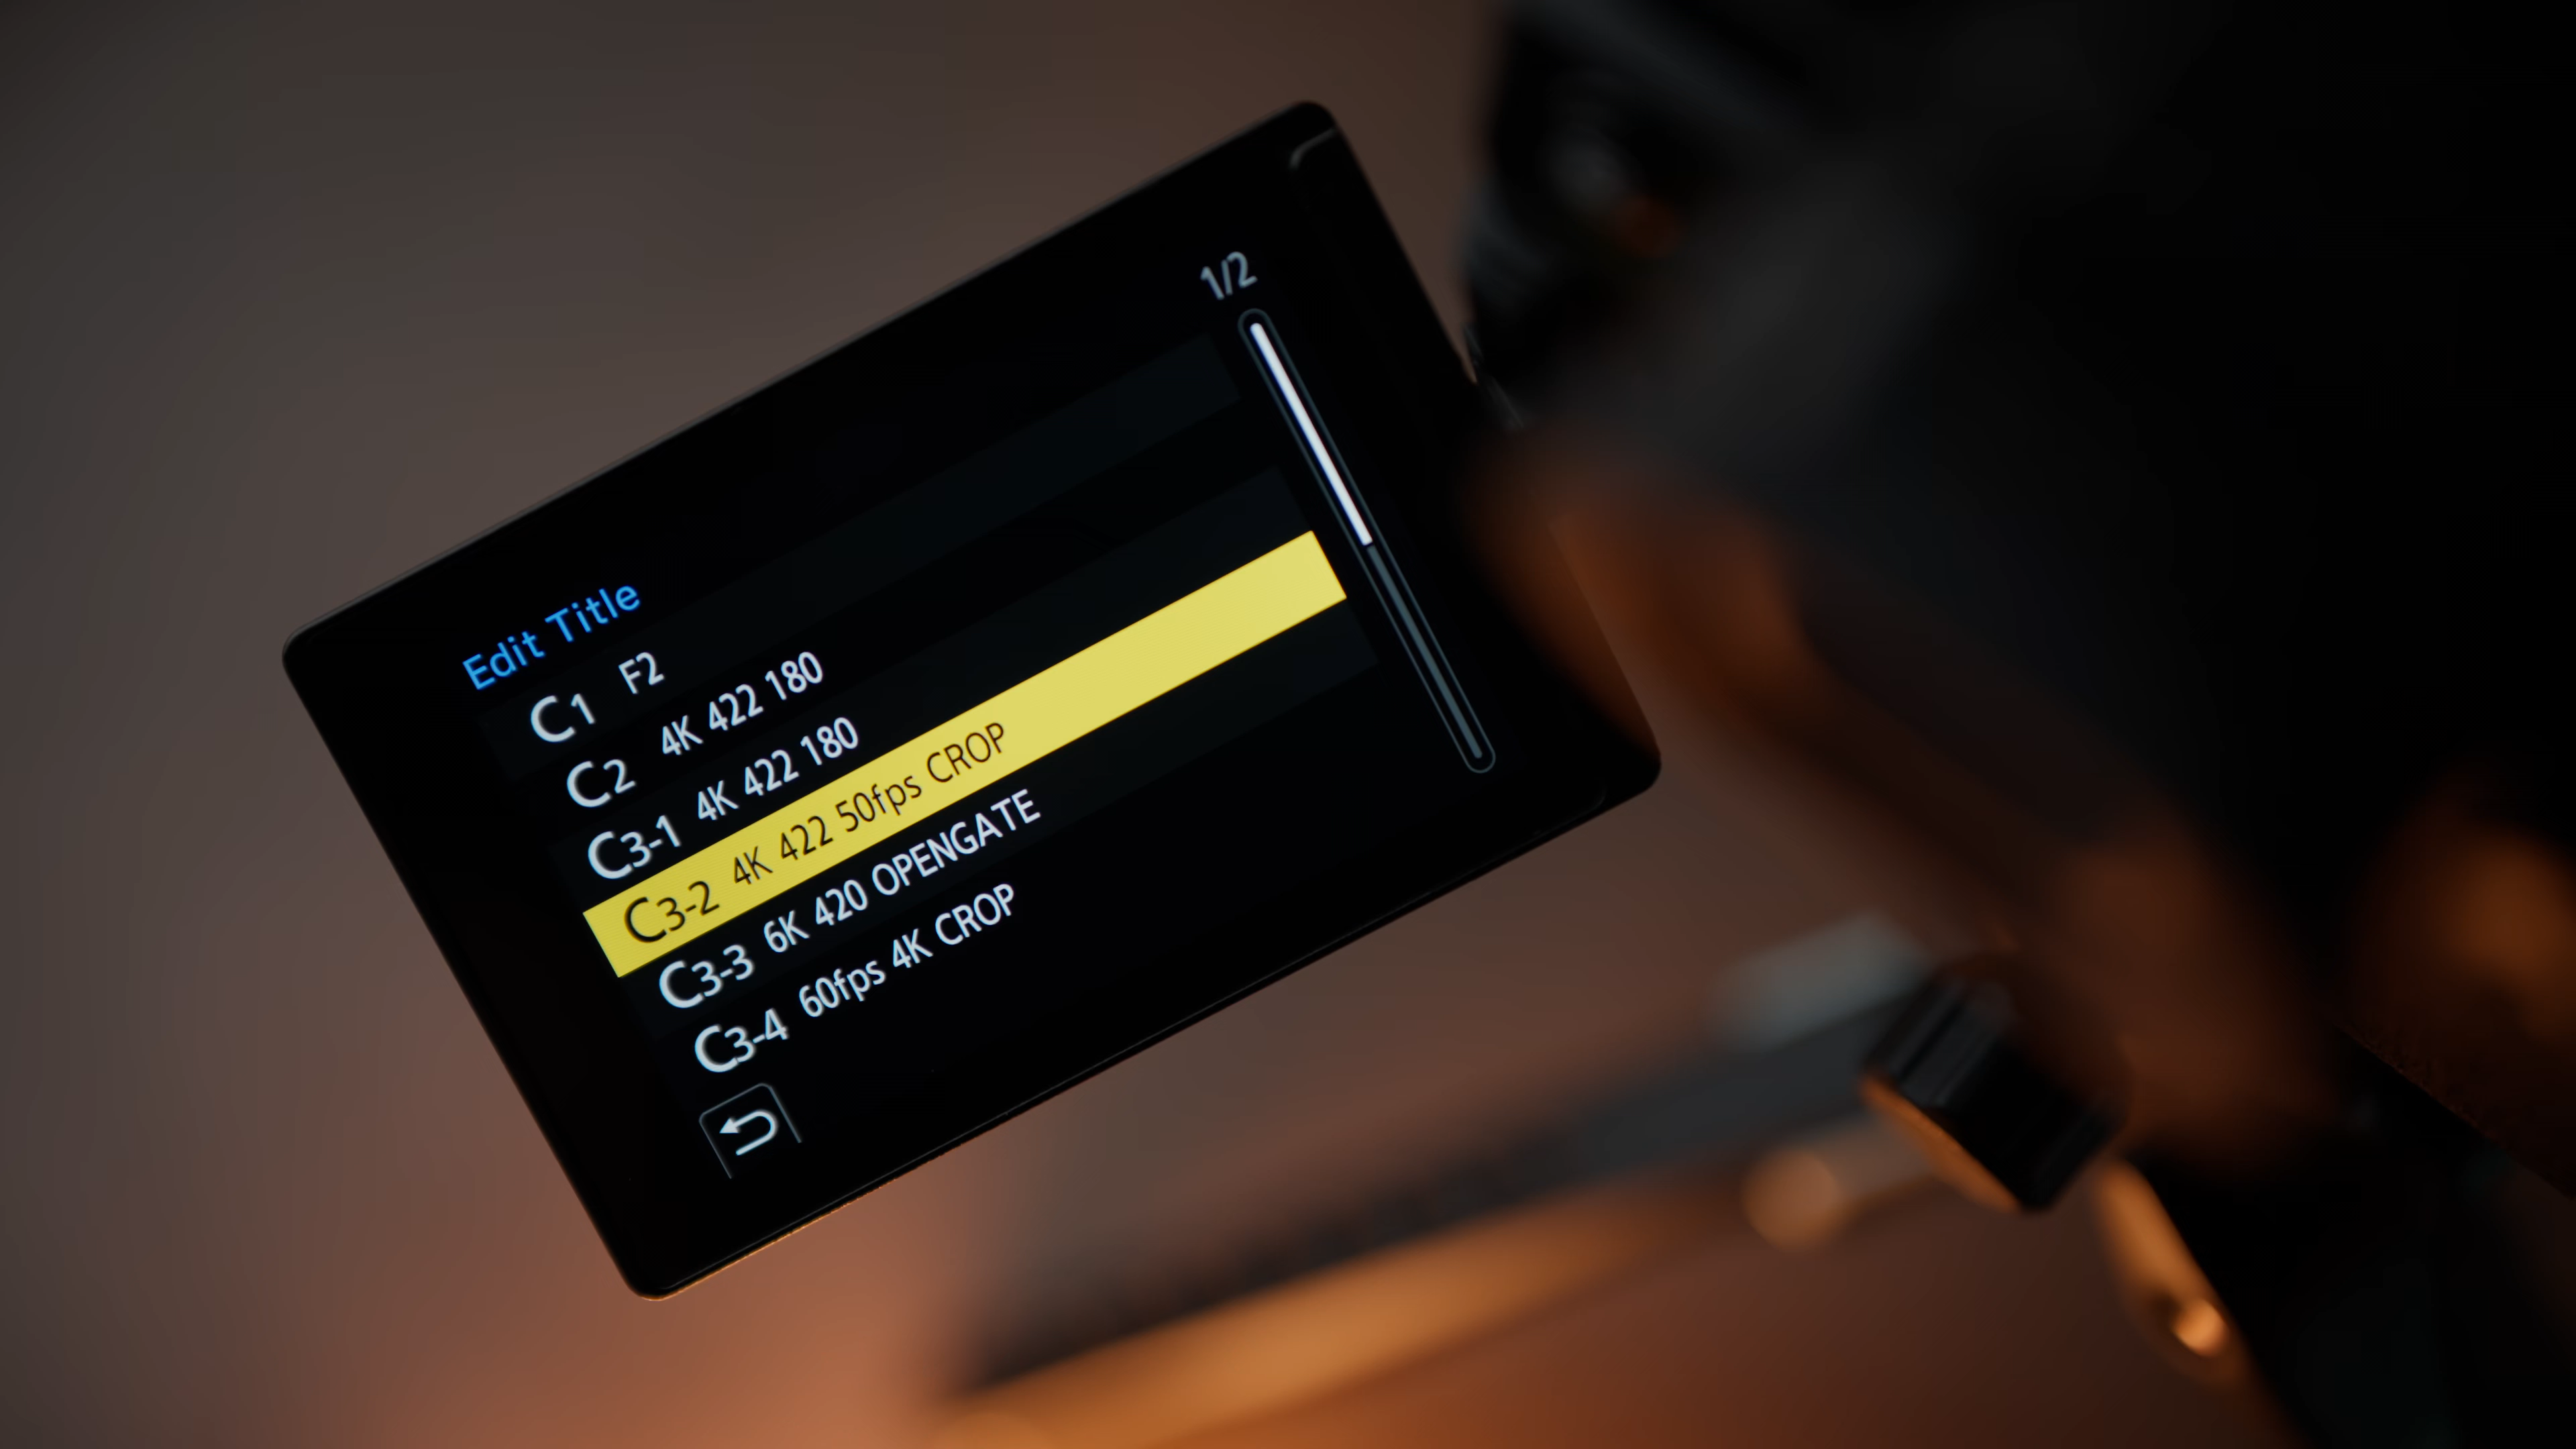 1/2
Edit Title
C1 F2
C2 4K 422 180
C3-1 4K 422 180
C3-2 4K 422 50fps CROP
C3-3 6K 420 OPENGATE
C3-4 60fps 4K CROP